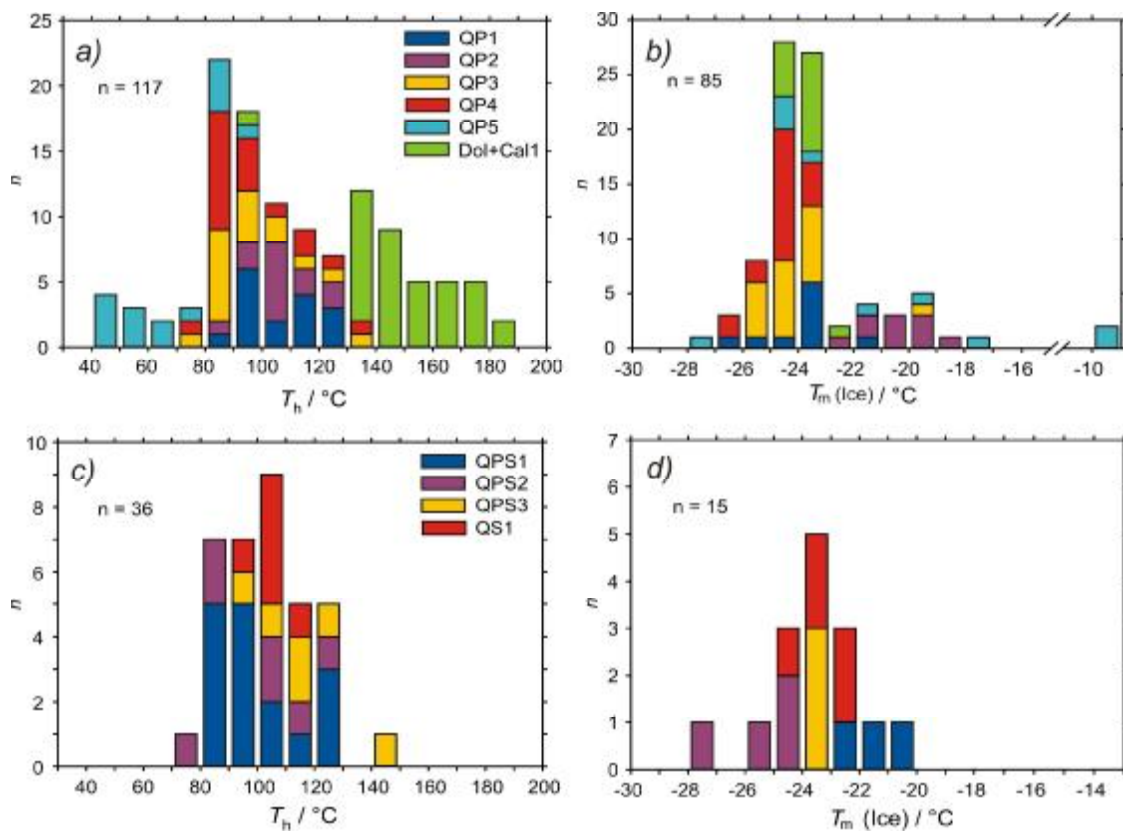 a)
n = 117
QP1
QP2
QP3
QP4
QP5
Dol+Cal1
25
20
15
10
5
0
n
40 60 80 100 120 140 160 180 200
Th / °C
b)
n = 85
30
25
20
15
10
5
0
n
-30 -28 -26 -24 -22 -20 -18 -16 -10
Tm (Ice) / °C
c)
n = 36
QPS1
QPS2
QPS3
QS1
10
8
6
4
2
0
n
40 60 80 100 120 140 160 180 200
Th / °C
d)
n = 15
7
6
5
4
3
2
1
0
n
-30 -28 -26 -24 -22 -20 -18 -16 -14
Tm (Ice) / °C